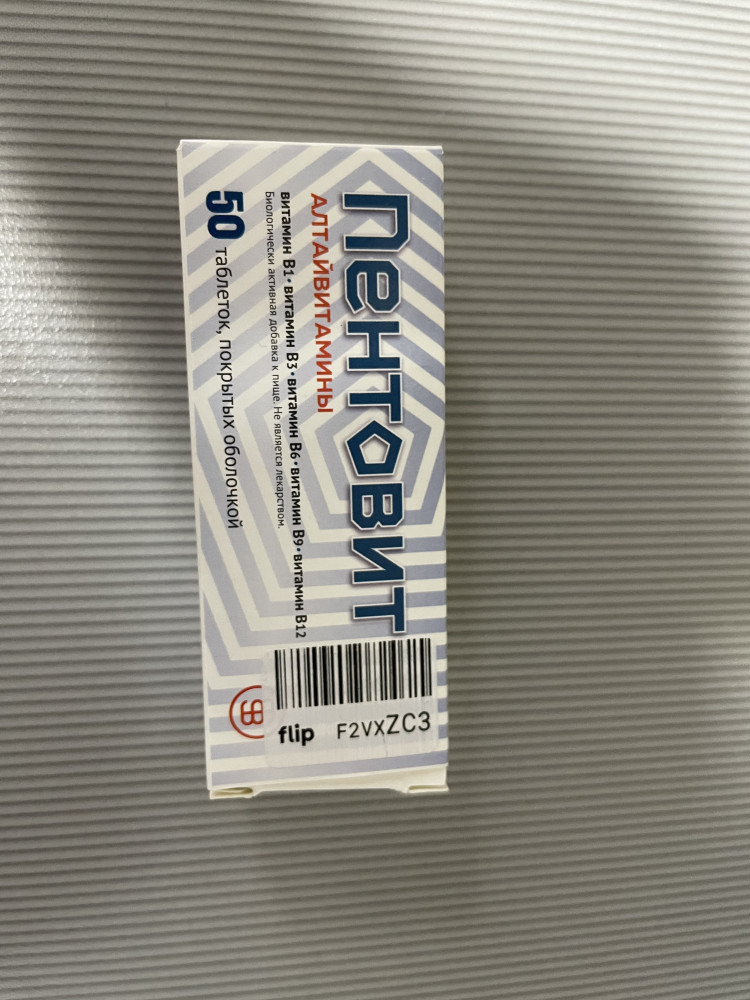 Пентовит
АЛТАЙВИТАМИНЫ
витамин В1•витамин В3•витамин В6•витамин В9•витамин В12
Биологически активная добавка к пище. Не является лекарством.
50 таблеток, покрытых оболочкой
flip F2VXZC3